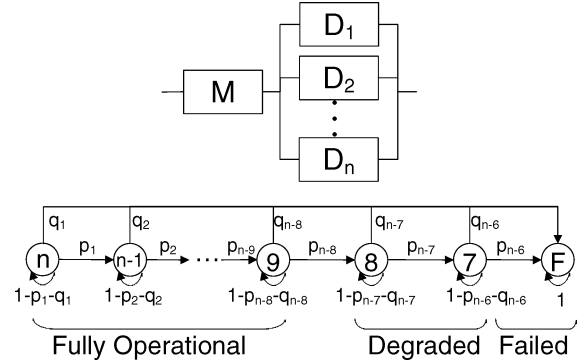 D1
M
D2
Dn
q1 q2 qn-8 qn-7 qn-6
p1 p2 pn-9 pn-8 pn-7 pn-6
n n-1 9 8 7 F
1-p1-q1 1-p2-q2 1-pn-8-qn-8 1-pn-7-qn-7 1-pn-6-qn-6 1
Fully Operational Degraded Failed